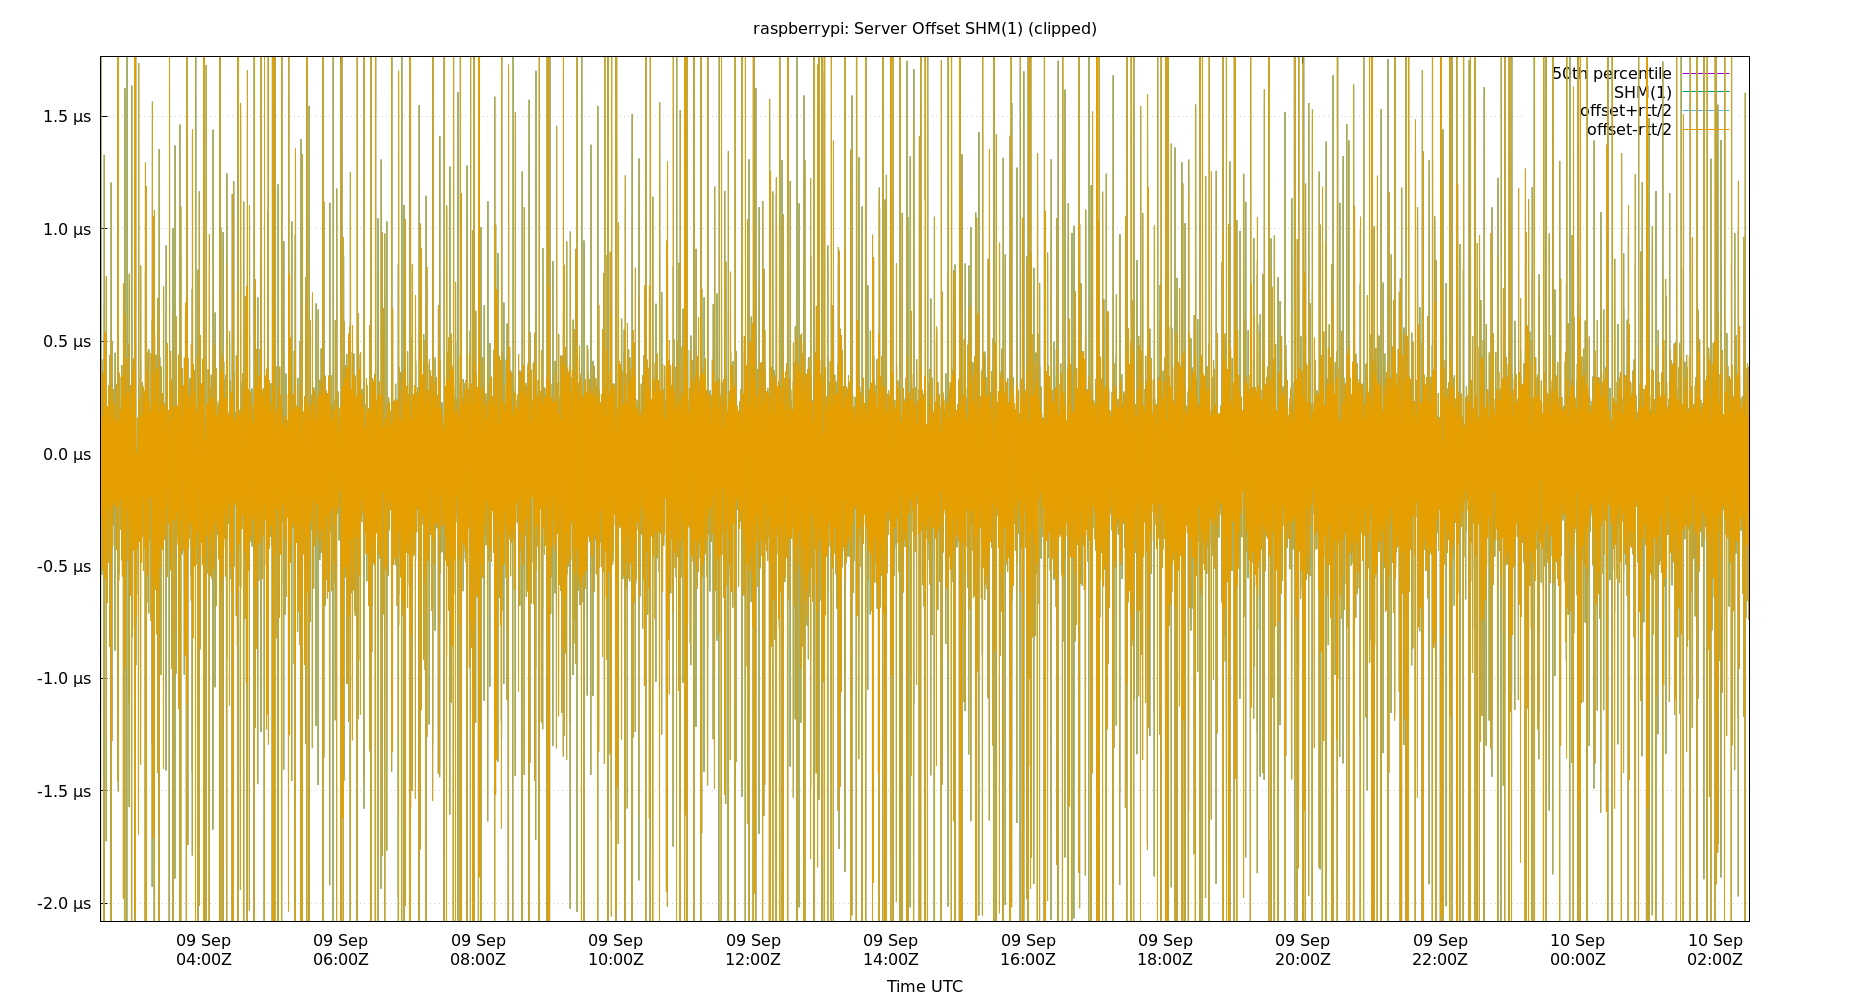 raspberrypi: Server Offset SHM(1) (clipped)
50th percentile
SHM(1)
offset+rtt/2
offset-rtt/2
1.5 µs
1.0 µs
0.5 µs
0.0 µs
-0.5 µs
-1.0 µs
-1.5 µs
-2.0 µs
09 Sep 09 Sep 09 Sep 09 Sep 09 Sep 09 Sep 09 Sep 09 Sep 09 Sep 09 Sep 10 Sep 10 Sep
04:00Z 06:00Z 08:00Z 10:00Z 12:00Z 14:00Z 16:00Z 18:00Z 20:00Z 22:00Z 00:00Z 02:00Z
Time UTC